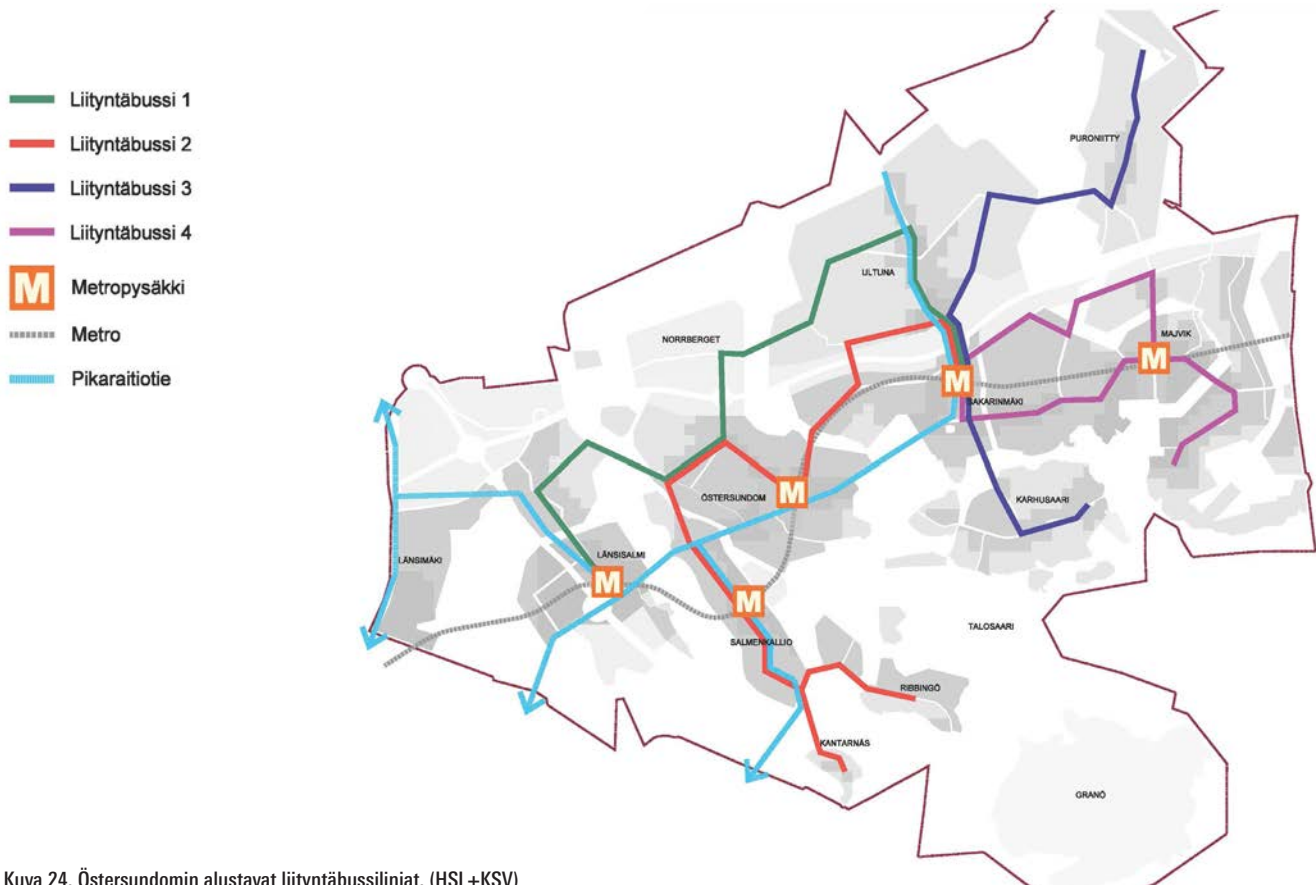 Liityntäbussi 1
Liityntäbussi 2
Liityntäbussi 3
Liityntäbussi 4
M Metropysäkki
Metro
Pikaraitiotie
PURONIITTY
ULTUNA
NORRBERGET
MAJVIK
M
M
SAKARINMÄKI
ÖSTERSUNDOM
M
KARHUSAARI
LÄNSIMÄKI
LÄNSISALMI
M
M
TALOSAARI
SALMENKALLIO
RIBBINGÖ
KANTARNÄS
GRANÖ
Kuva 24. Östersundomin alustavat liityntäbussilinjat. (HSL+KSV)